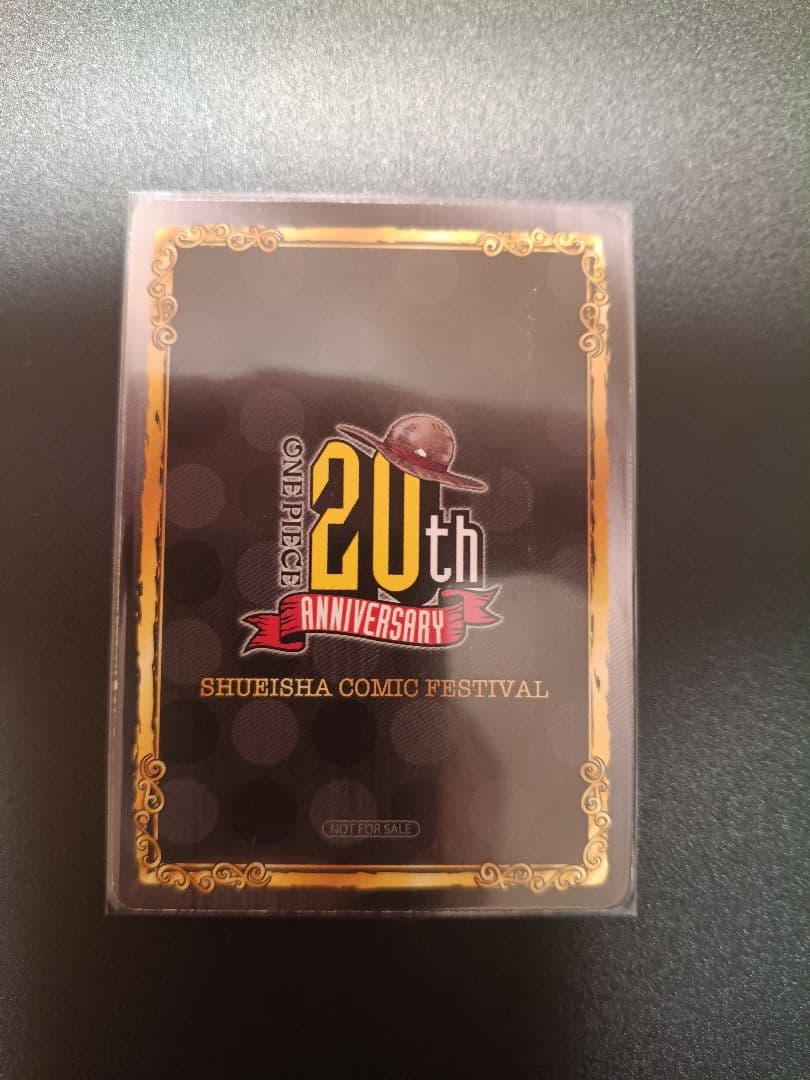 ONE PIECE
20th
ANNIVERSARY
SHUEISHA COMIC FESTIVAL
NOT FOR SALE